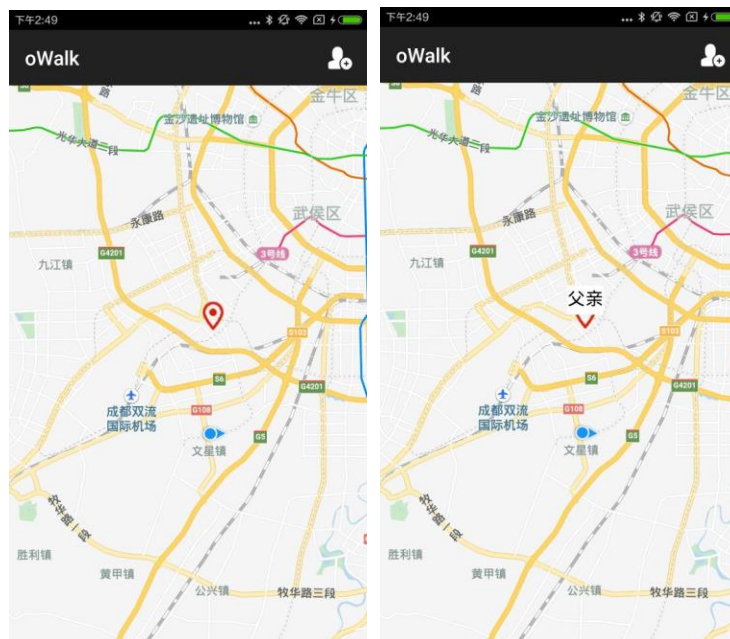 下午2:49
oWalk
路
金牛区
金沙遗址博物馆
光华大道二段
武侯区
永康路
3号线
G4201
九江镇
S103
S6
G4201
成都双流
国际机场
G108
文星镇
G5
牧华路一段
胜利镇
黄甲镇
公兴镇
牧华路三段
下午2:49
oWalk
路
金牛区
金沙遗址博物馆
光华大道二段
武侯区
永康路
3号线
G4201
九江镇
父亲
S103
S6
G4201
成都双流
国际机场
G108
文星镇
G5
牧华路一段
胜利镇
黄甲镇
公兴镇
牧华路三段